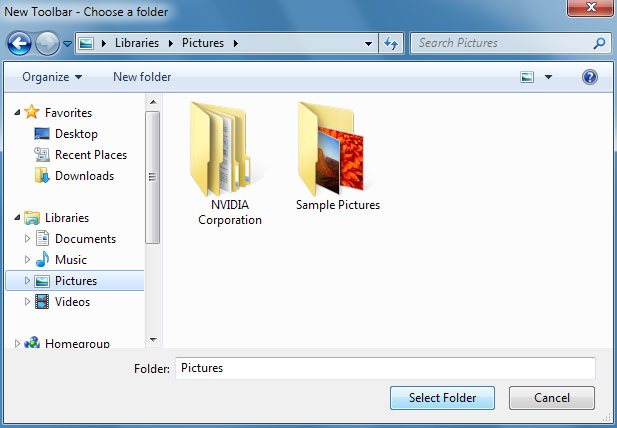 New Toolbar - Choose a folder
Libraries Pictures
Search Pictures
Organize New folder
Favorites
Desktop
Recent Places
Downloads
Libraries
Documents
Music
Pictures
Videos
Homegroup
NVIDIA
Corporation
Sample Pictures
Folder: Pictures
Select Folder Cancel